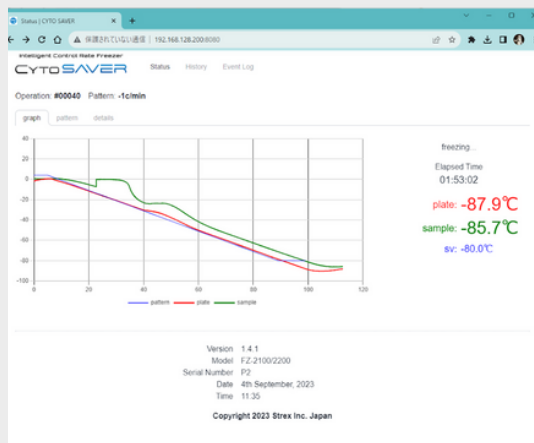 Status | CYTO SAVER
保護されていない通信 | 192.168.128.200:8080
Intelligent Control Rate Freezer
CYTOSAVER Status History Event Log
Operation: #00040 Pattern: -1c/min
graph pattern details
40
20
0
-20
-40
-60
-80
-100
0 20 40 60 80 100 120
pattern plate sample
freezing...
Elapsed Time
01:53:02
plate: -87.9℃
sample: -85.7℃
sv: -80.0℃
Version 1.4.1
Model FZ-2100/2200
Serial Number P2
Date 4th September, 2023
Time 11:35
Copyright 2023 Strex Inc. Japan